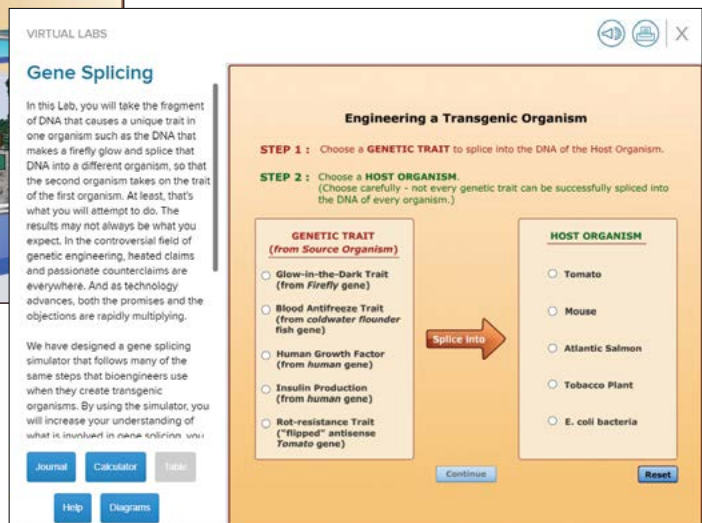 VIRTUAL LABS
X
Gene Splicing
In this Lab, you will take the fragment
of DNA that causes a unique trait in
one organism such as the DNA that
makes a firefly glow and splice that
DNA into a different organism, so that
the second organism takes on the trait
of the first organism. At least, that's
what you will attempt to do. The
results may not always be what you
expect. In the controversial field of
genetic engineering, heated claims
and passionate counterclaims are
everywhere. And as technology
advances, both the promises and the
objections are rapidly multiplying.
We have designed a gene splicing
simulator that follows many of the
same steps that bioengineers use
when they create transgenic
organisms. By using the simulator, you
will increase your understanding of
what is involved in gene splicing, you
Journal
Calculator
Table
Help
Diagrams
Engineering a Transgenic Organism
STEP 1 : Choose a GENETIC TRAIT to splice into the DNA of the Host Organism.
STEP 2 : Choose a HOST ORGANISM.
(Choose carefully - not every genetic trait can be successfully spliced into
the DNA of every organism.)
GENETIC TRAIT
(from Source Organism)
Glow-in-the-Dark Trait
(from Firefly gene)
Blood Antifreeze Trait
(from coldwater flounder
fish gene)
Human Growth Factor
(from human gene)
Insulin Production
(from human gene)
Rot-resistance Trait
("flipped" antisense
Tomato gene)
Splice into
HOST ORGANISM
Tomato
Mouse
Atlantic Salmon
Tobacco Plant
E. coli bacteria
Continue
Reset